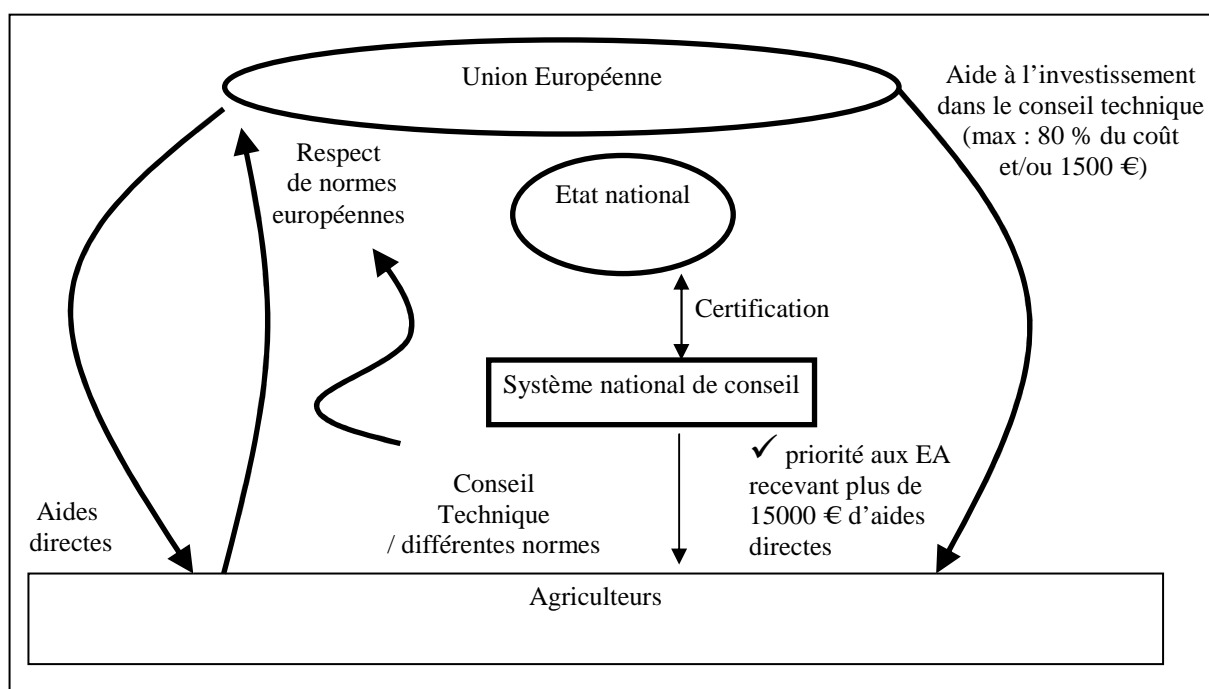 Union Européenne
Aide à l’investissement
dans le conseil technique
(max : 80 % du coût
et/ou 1500 €)
Respect
de normes
européennes
Etat national
Certification
Système national de conseil
✓ priorité aux EA
recevant plus de
15000 € d’aides
directes
Conseil
Technique
/ différentes normes
Aides
directes
Agriculteurs